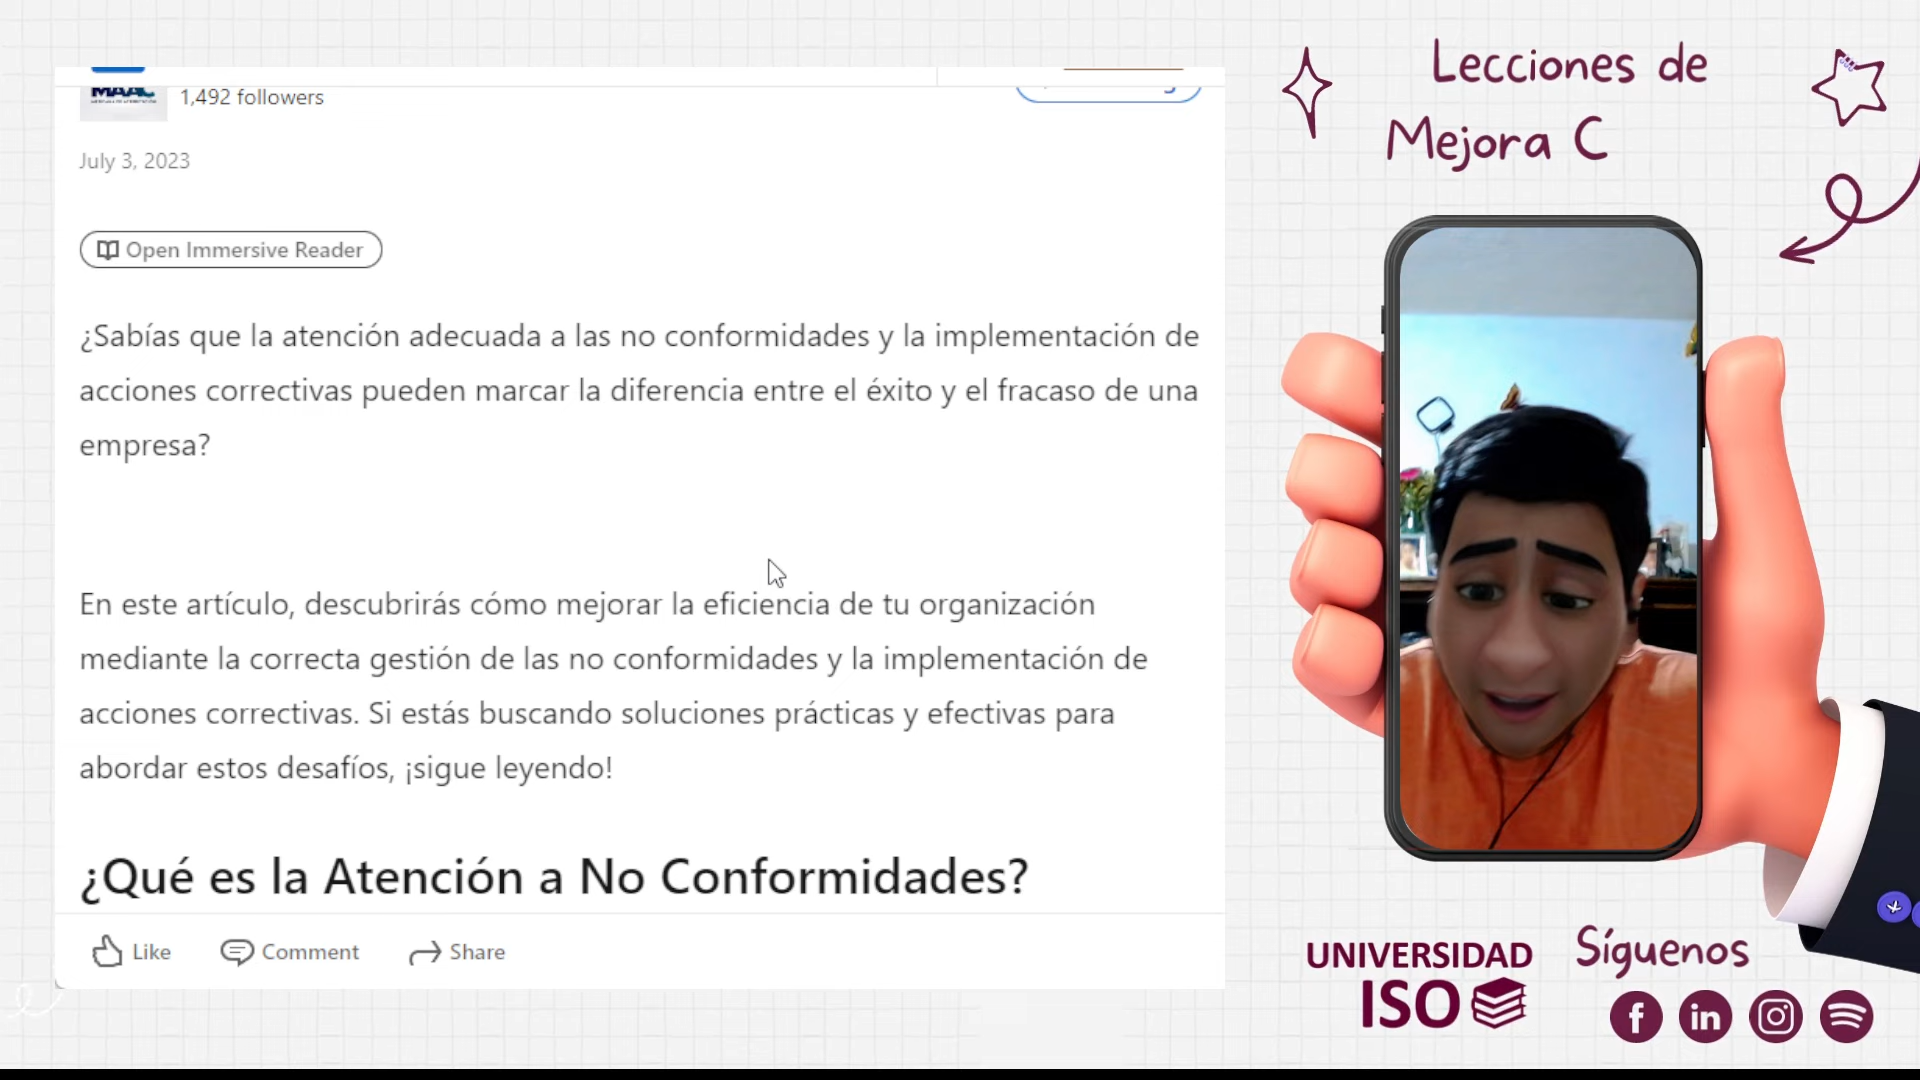 MAAC
1,492 followers
July 3, 2023
Open Immersive Reader
¿Sabías que la atención adecuada a las no conformidades y la implementación de
acciones correctivas pueden marcar la diferencia entre el éxito y el fracaso de una
empresa?
En este artículo, descubrirás cómo mejorar la eficiencia de tu organización
mediante la correcta gestión de las no conformidades y la implementación de
acciones correctivas. Si estás buscando soluciones prácticas y efectivas para
abordar estos desafíos, ¡sigue leyendo!
¿Qué es la Atención a No Conformidades?
Like
Comment
Share
Lecciones de
Mejora C
UNIVERSIDAD
ISO
Síguenos